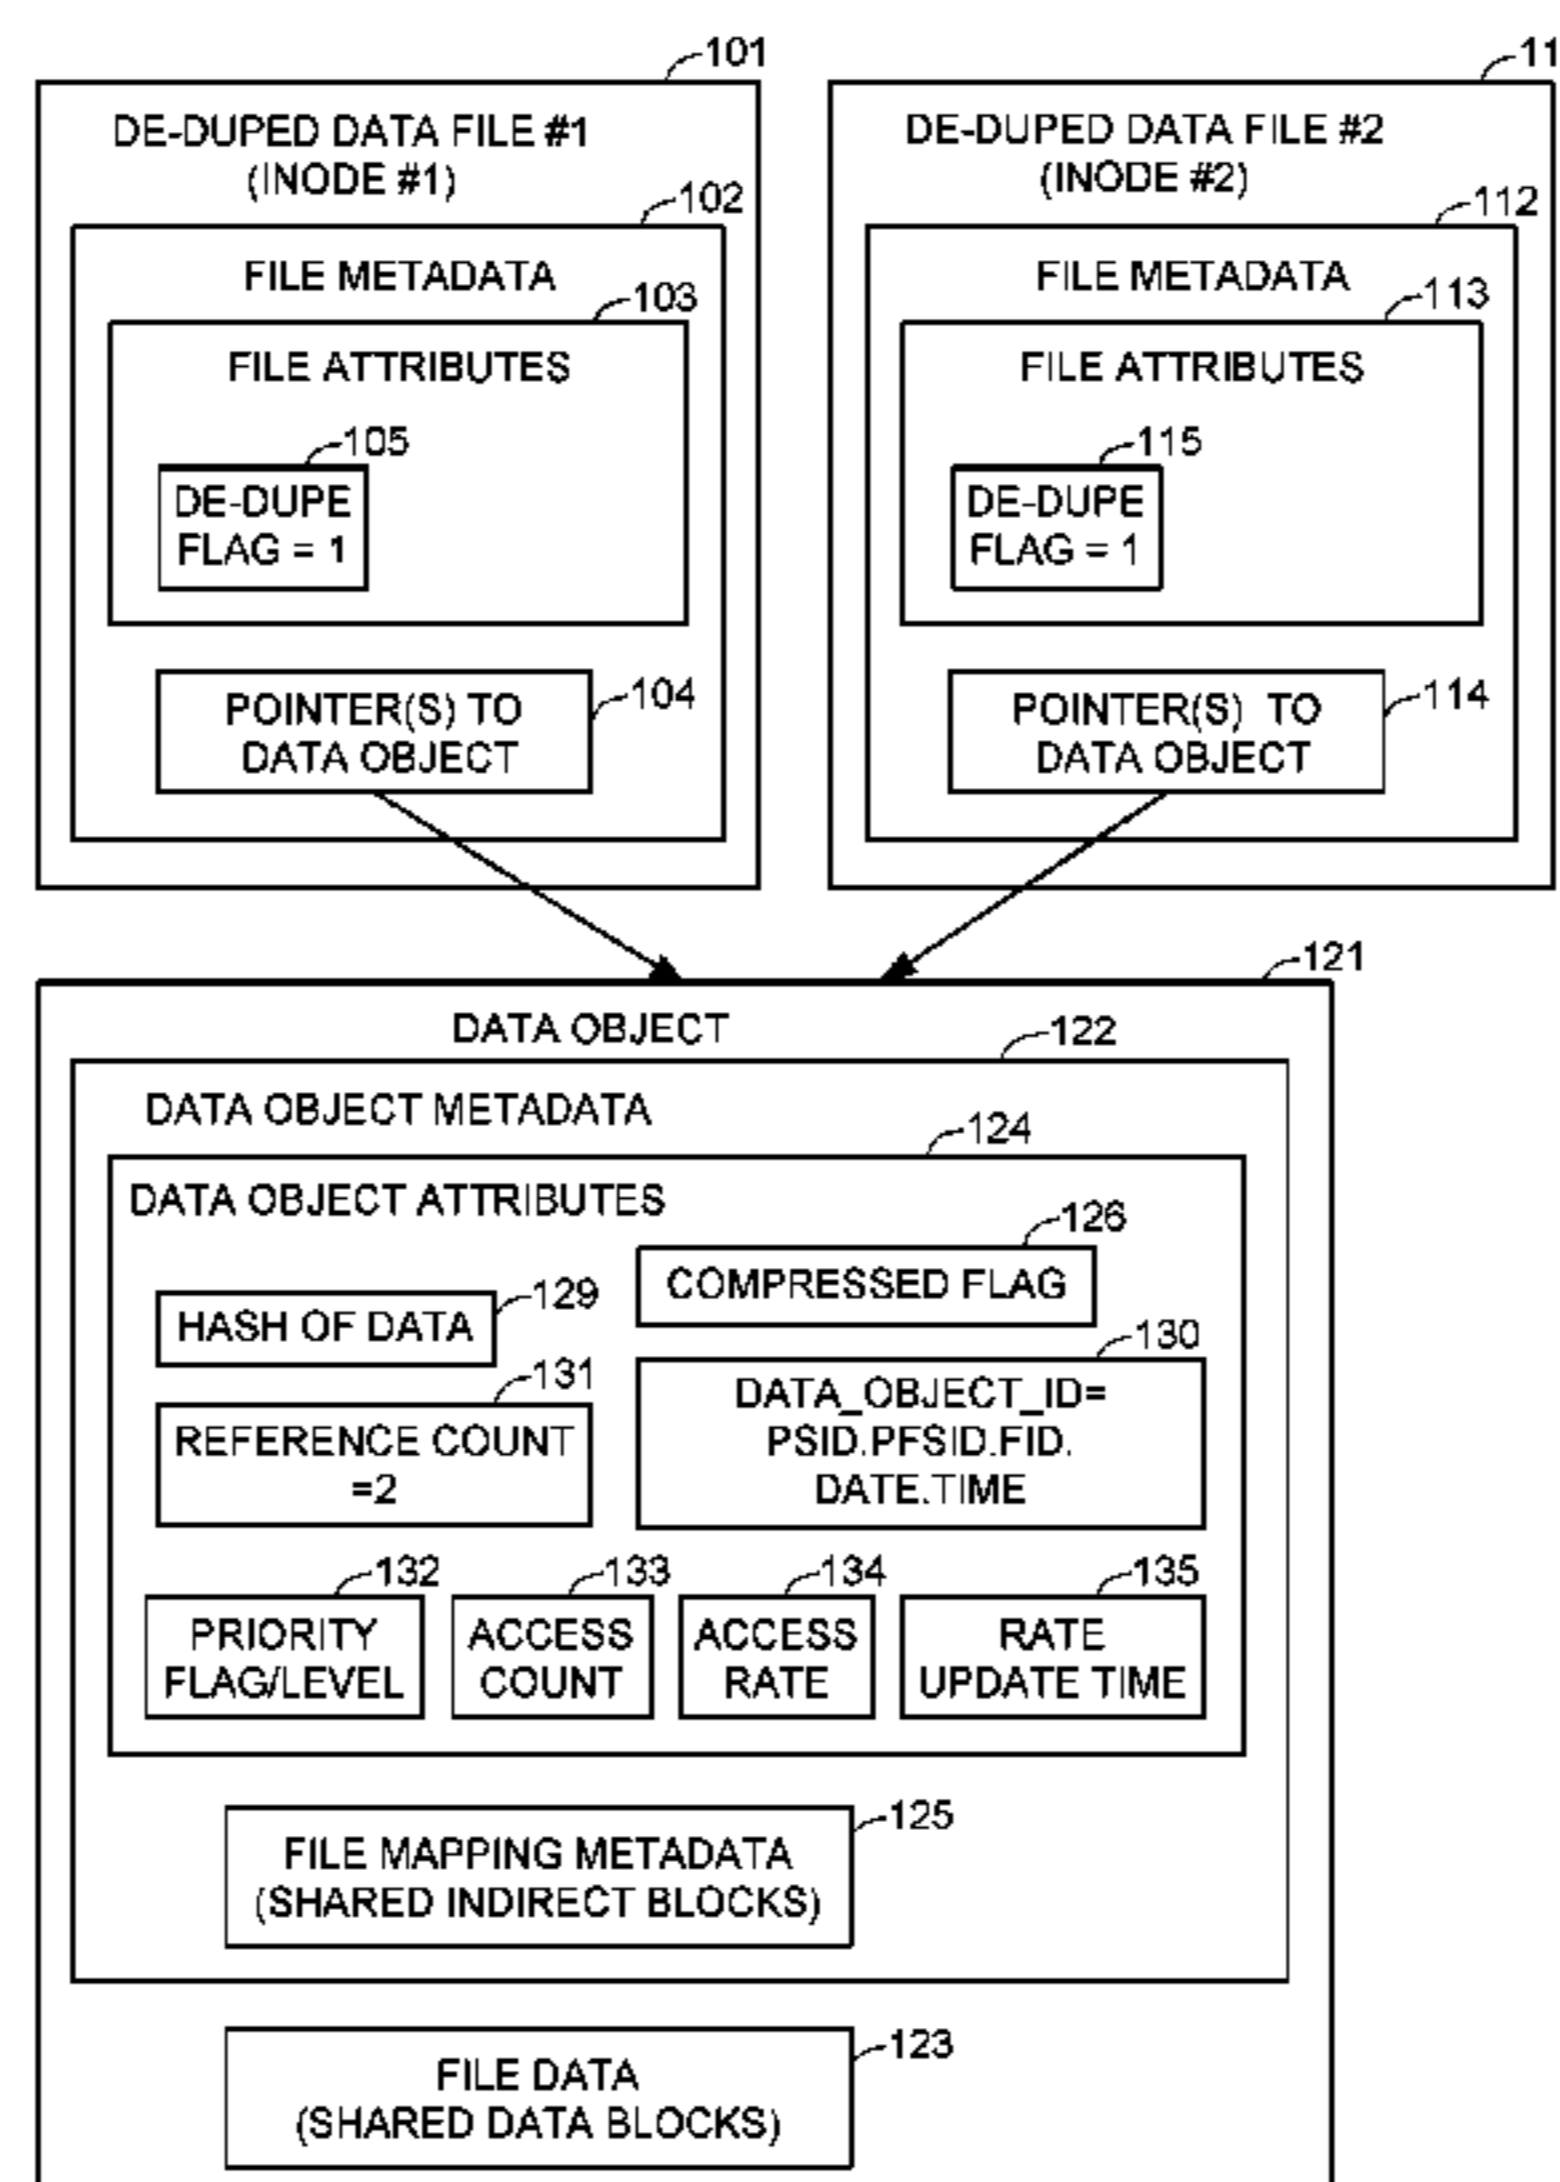 101
DE-DUPED DATA FILE #1
(INODE #1)
102
FILE METADATA
103
FILE ATTRIBUTES
105
DE-DUPE
FLAG = 1
POINTER(S) TO
DATA OBJECT
104
11
DE-DUPED DATA FILE #2
(INODE #2)
112
FILE METADATA
113
FILE ATTRIBUTES
115
DE-DUPE
FLAG = 1
POINTER(S) TO
DATA OBJECT
114
121
DATA OBJECT
122
DATA OBJECT METADATA
124
DATA OBJECT ATTRIBUTES
126
COMPRESSED FLAG
129
HASH OF DATA
130
DATA_OBJECT_ID=
PSID.PFSID.FID.
DATE.TIME
131
REFERENCE COUNT
=2
132
PRIORITY
FLAG/LEVEL
133
ACCESS
COUNT
134
ACCESS
RATE
135
RATE
UPDATE TIME
125
FILE MAPPING METADATA
(SHARED INDIRECT BLOCKS)
123
FILE DATA
(SHARED DATA BLOCKS)